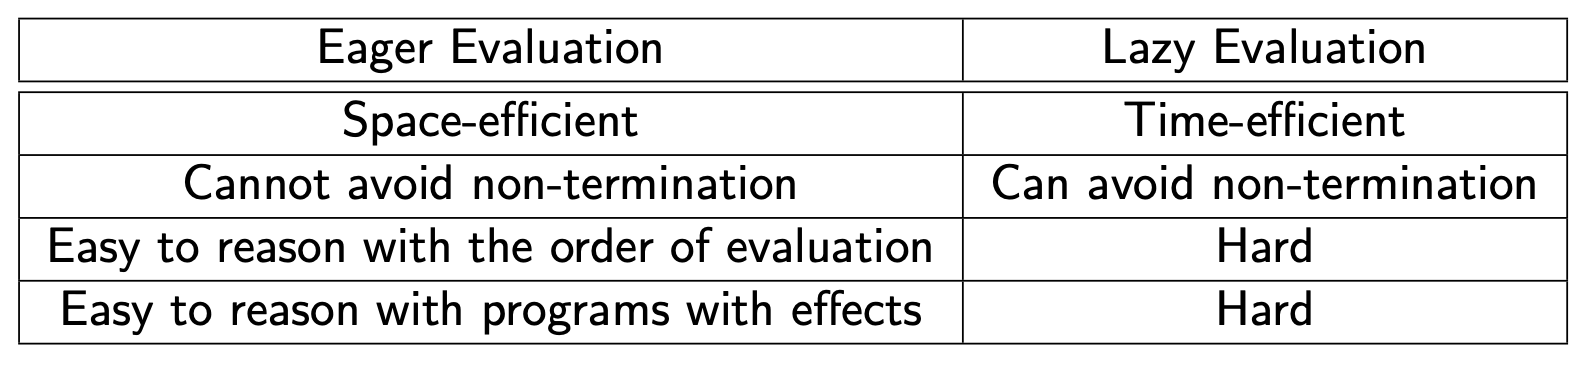 Eager Evaluation Lazy Evaluation
Space-efficient Time-efficient
Cannot avoid non-termination Can avoid non-termination
Easy to reason with the order of evaluation Hard
Easy to reason with programs with effects Hard